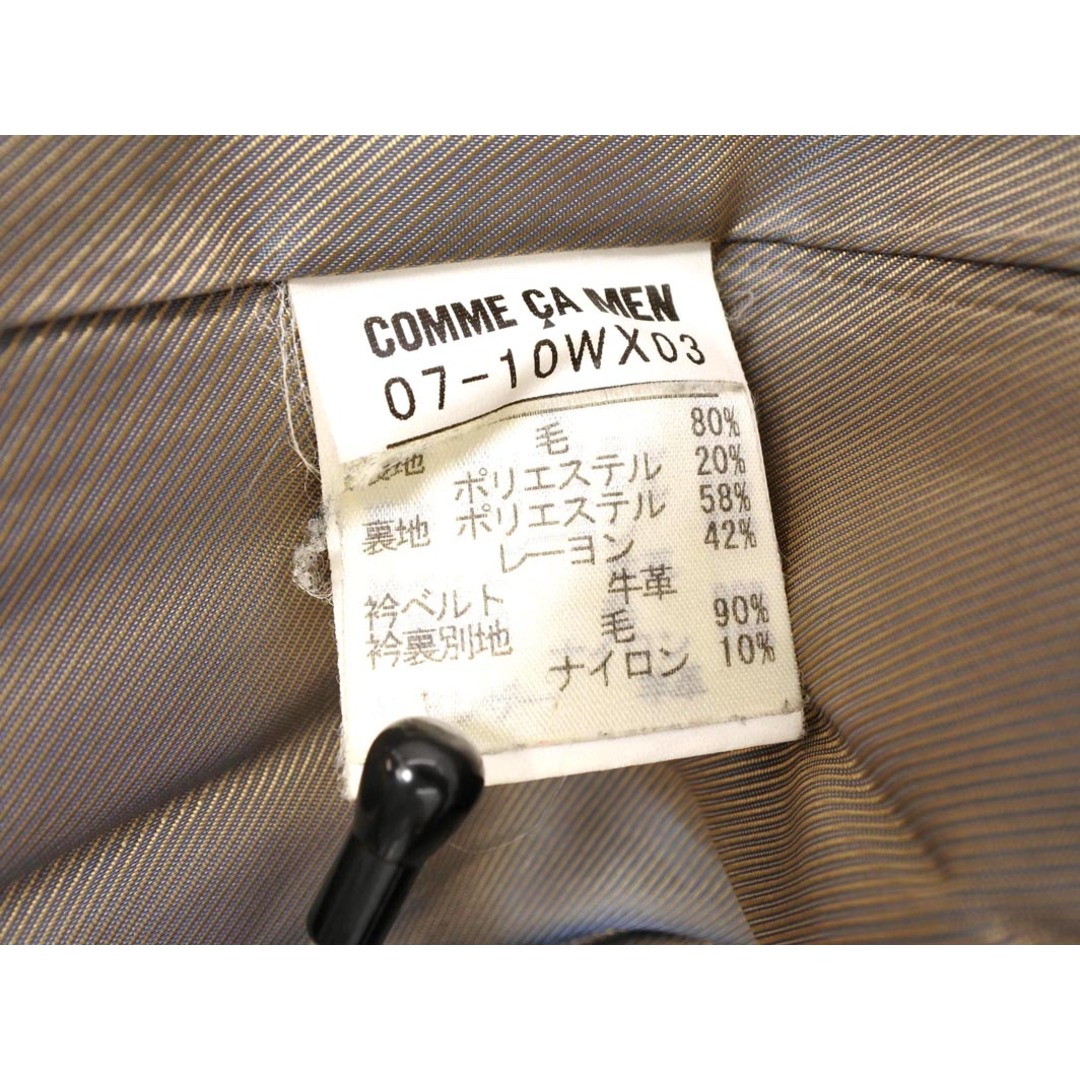 COMME ÇA MEN
07-10WX03
表地 毛 80%
ポリエステル 20%
裏地 ポリエステル 58%
レーヨン 42%
衿ベルト 牛革
衿裏別地 毛 90%
ナイロン 10%